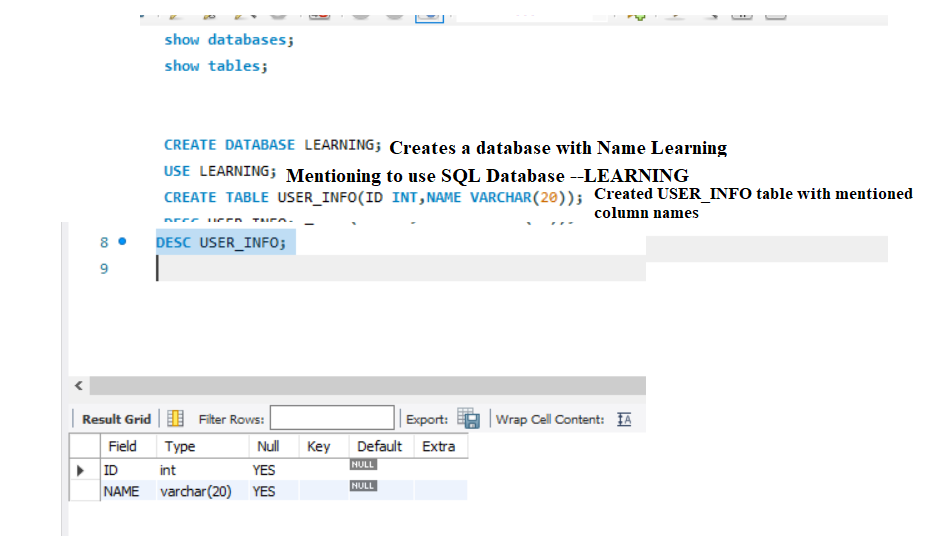 show databases;
show tables;
CREATE DATABASE LEARNING; Creates a database with Name Learning
USE LEARNING; Mentioning to use SQL Database --LEARNING
CREATE TABLE USER_INFO(ID INT,NAME VARCHAR(20)); Created USER_INFO table with mentioned
column names
8 DESC USER_INFO;
9
Result Grid Filter Rows: Export: Wrap Cell Content: IA
Field Type Null Key Default Extra
ID int YES NULL
NAME varchar(20) YES NULL